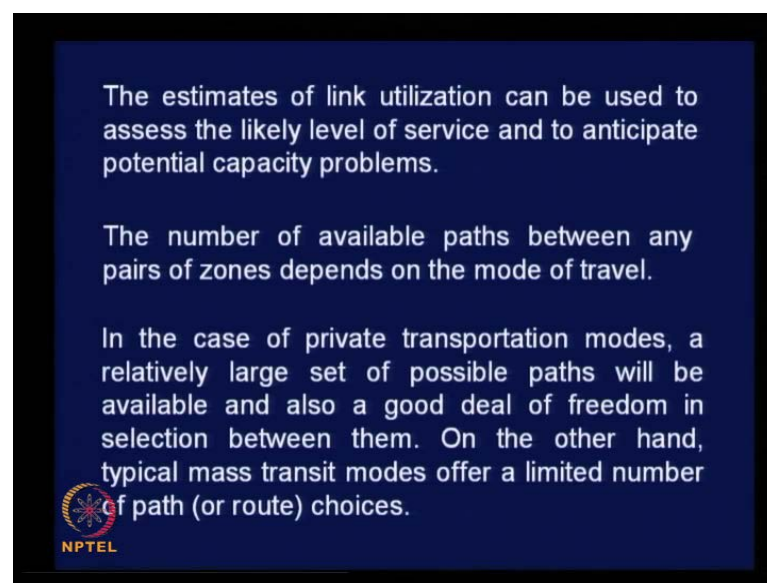 The estimates of link utilization can be used to
assess the likely level of service and to anticipate
potential capacity problems.
The number of available paths between any
pairs of zones depends on the mode of travel.
In the case of private transportation modes, a
relatively large set of possible paths will be
available and also a good deal of freedom in
selection between them. On the other hand,
typical mass transit modes offer a limited number
of path (or route) choices.
NPTEL